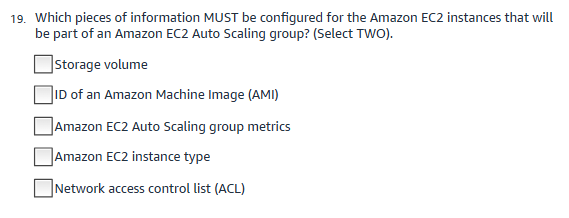 19. Which pieces of information MUST be configured for the Amazon EC2 instances that will
be part of an Amazon EC2 Auto Scaling group? (Select TWO).
Storage volume
ID of an Amazon Machine Image (AMI)
Amazon EC2 Auto Scaling group metrics
Amazon EC2 instance type
Network access control list (ACL)